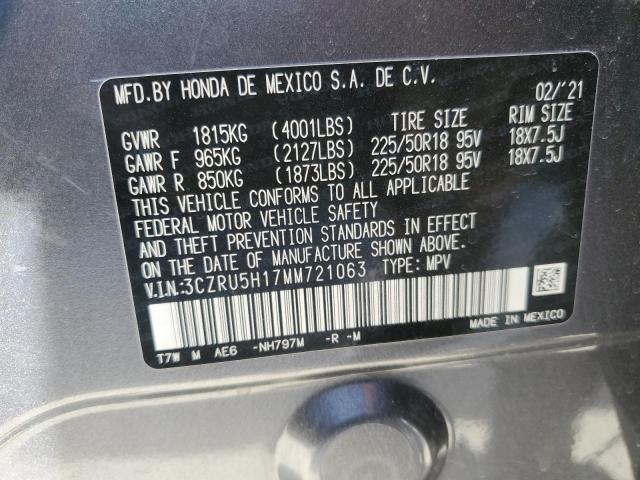 MFD.BY HONDA DE MEXICO S.A. DE C.V. 02/'21
TIRE SIZE RIM SIZE
GVWR 1815KG (4001LBS)
GAWR F 965KG (2127LBS) 225/50R18 95V 18X7.5J
GAWR R 850KG (1873LBS) 225/50R18 95V 18X7.5J
THIS VEHICLE CONFORMS TO ALL APPLICABLE
FEDERAL MOTOR VEHICLE SAFETY
AND THEFT PREVENTION STANDARDS IN EFFECT
ON THE DATE OF MANUFACTURE SHOWN ABOVE.
V.I.N:3CZRU5H17MM721063 TYPE: MPV
MADE IN MEXICO
T7W M AE6 -NH797M -R -M